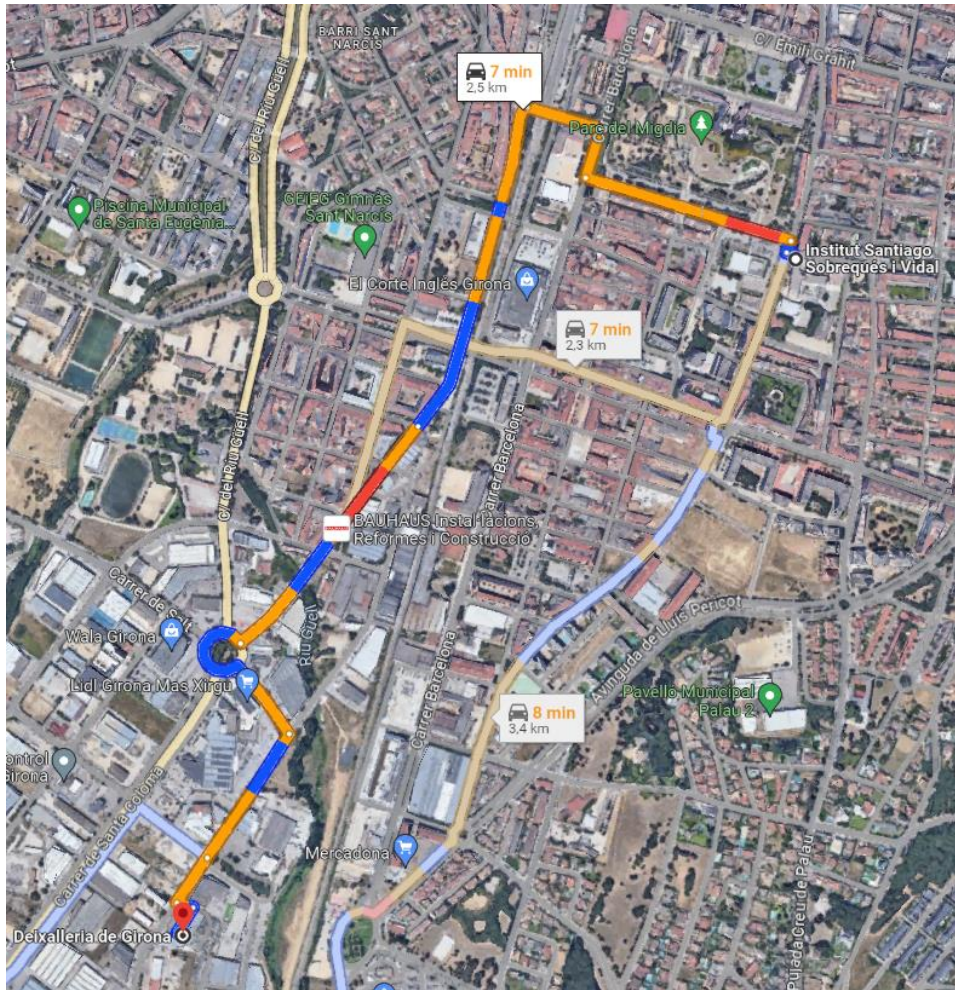 BARRI SANT
NARCÍS
C/ del Riu Güell
7 min
2,5 km
Carrer Barcelona
C/ Emili Grahit
Parc del Migdia
Piscina Municipal
de Santa Eugènia...
GEiEG Gimnàs
Sant Narcís
Institut Santiago
Sobrequés i Vidal
El Corte Inglés Girona
7 min
2,3 km
C/ del Riu Güell
Carrer Barcelona
BAUHAUS Instal·lacions,
Reformes i Construcció
Carrer de Salt
Wala Girona
Riu Güell
Avinguda de Lluís Pericot
Lidl Girona Mas Xirgu
Carrer Barcelona
8 min
3,4 km
Pavelló Municipal
Palau 2
ontrol
Girona
Carrer de Santa Coloma
Mercadona
Pujada Creu de Palau
Deixalleria de Girona